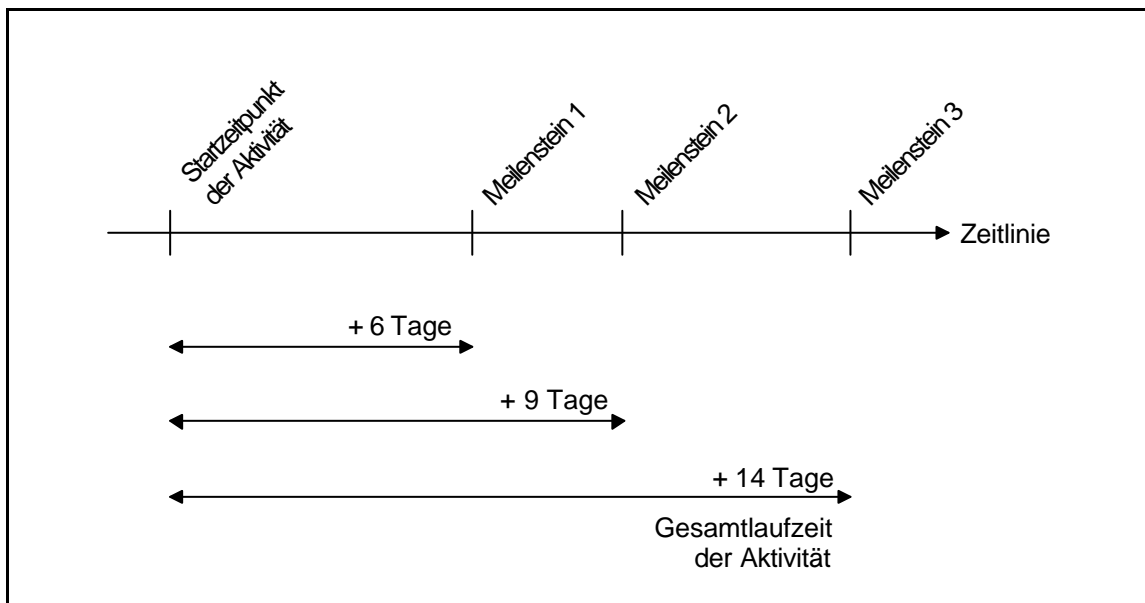 Startzeitpunkt
der Aktivität
Meilenstein 1
Meilenstein 2
Meilenstein 3
Zeitlinie
+ 6 Tage
+ 9 Tage
+ 14 Tage
Gesamtlaufzeit
der Aktivität